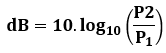 dB = 10.log₁₀(P2/P₁)